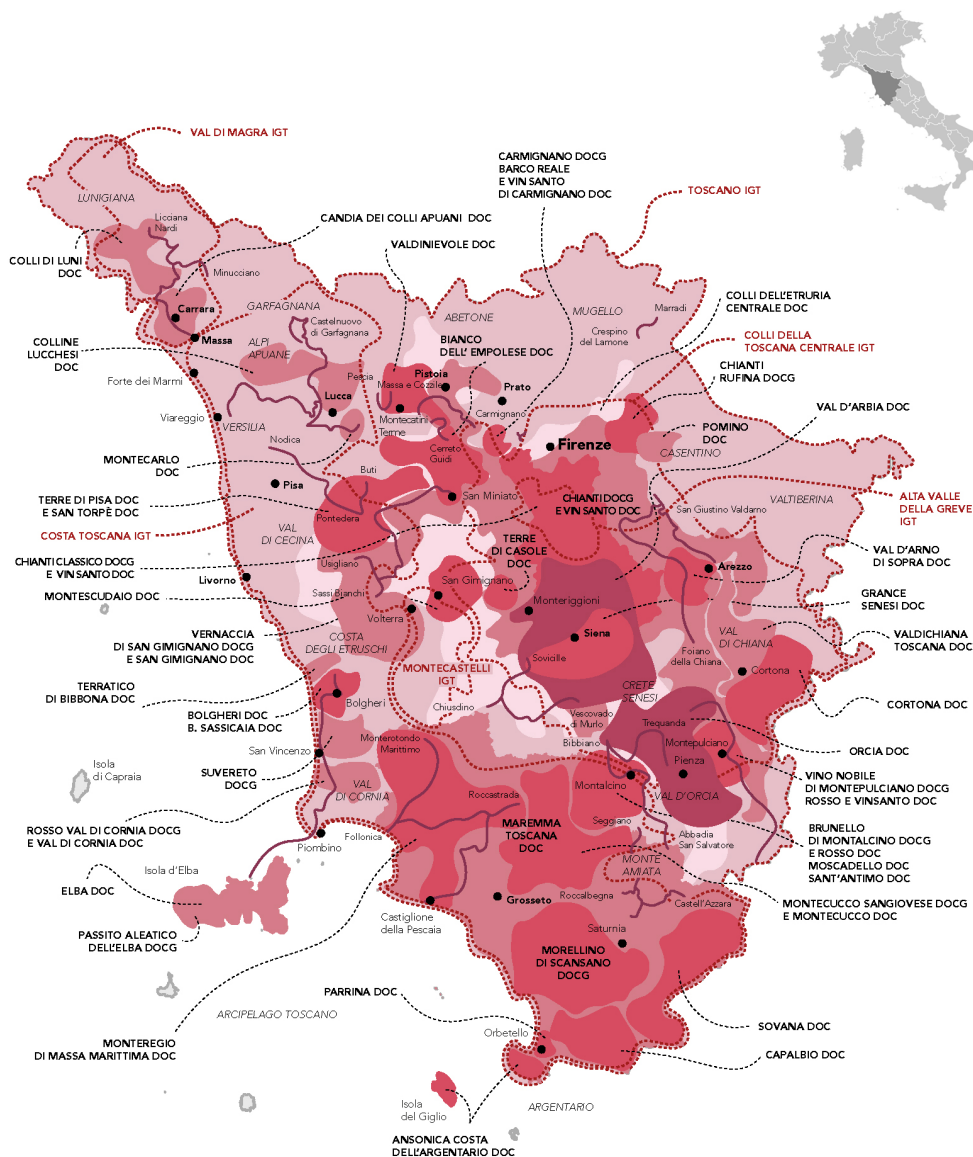 VAL DI MAGRA IGT
CARMIGNANO DOCG
BARCO REALE
E VIN SANTO
DI CARMIGNANO DOC
TOSCANO IGT
LUNIGIANA
Licciana
Nardi
CANDIA DEI COLLI APUANI DOC
VALDINIEVOLE DOC
COLLI DI LUNI
DOC
Minucciano
COLLI DELL'ETRURIA
CENTRALE DOC
GARFAGNANA
Castelnuovo
di Garfagnana
ABETONE
MUGELLO
Marradi
Crespino
del Lamone
Carrara
Massa
ALPI
APUANE
BIANCO
DELL' EMPOLESE DOC
COLLI DELLA
TOSCANA CENTRALE IGT
COLLINE
LUCCHESI
DOC
CHIANTI
RUFINA DOCG
Forte dei Marmi
Pescia
Pistoia
Massa e Cozzile
Prato
Lucca
Montecatini
Terme
Carmignano
VAL D'ARBIA DOC
Viareggio
VERSILIA
Nodica
POMINO
DOC
Firenze
CASENTINO
Cerreto
Guidi
MONTECARLO
DOC
Buti
Pisa
San Miniato
VALTIBERINA
TERRE DI PISA DOC
E SAN TORPÈ DOC
Pontedera
CHIANTI DOCG
E VIN SANTO DOC
San Giustino Valdarno
ALTA VALLE
DELLA GREVE
IGT
COSTA TOSCANA IGT
VAL
DI CECINA
TERRE
DI CASOLE
DOC
VAL D'ARNO
DI SOPRA DOC
CHIANTI CLASSICO DOCG
E VIN SANTO DOC
Usigliano
Arezzo
Livorno
San Gimignano
MONTESCUDAIO DOC
Sassi Bianchi
Monteriggioni
GRANCE
SENESI DOC
Volterra
VERNACCIA
DI SAN GIMIGNANO DOCG
E SAN GIMIGNANO DOC
COSTA
DEGLI ETRUSCHI
Siena
VAL
DI CHIANA
VALDICHIANA
TOSCANA DOC
Foiano
della Chiana
Sovicille
MONTECASTELLI
IGT
Cortona
TERRATICO
DI BIBBONA DOC
CRETE
SENESI
BOLGHERI DOC
B. SASSICAIA DOC
Bolgheri
Chiusdino
CORTONA DOC
Vescovado
di Murlo
Trequanda
Monterotondo
Marittimo
Bibbiano
Montepulciano
ORCIA DOC
San Vincenzo
SUVERETO
DOCG
Pienza
Isola
di Capraia
VAL
DI CORNIA
Montalcino
VAL D'ORCIA
VINO NOBILE
DI MONTEPULCIANO DOCG
ROSSO E VINSANTO DOC
Roccastrada
Seggiano
MAREMMA
TOSCANA
DOC
ROSSO VAL DI CORNIA DOCG
E VAL DI CORNIA DOC
Follonica
Piombino
Abbadia
San Salvatore
BRUNELLO
DI MONTALCINO DOCG
E ROSSO DOC
MOSCADELLO DOC
SANT'ANTIMO DOC
Isola d'Elba
MONTE
AMIATA
ELBA DOC
Grosseto
Roccalbegna
Castell'Azzara
MONTECUCCO SANGIOVESE DOCG
E MONTECUCCO DOC
Castiglione
della Pescaia
Saturnia
PASSITO ALEATICO
DELL'ELBA DOCG
MORELLINO
DI SCANSANO
DOCG
PARRINA DOC
ARCIPELAGO TOSCANO
SOVANA DOC
MONTEREGIO
DI MASSA MARITTIMA DOC
Orbetello
CAPALBIO DOC
Isola
del Giglio
ARGENTARIO
ANSONICA COSTA
DELL'ARGENTARIO DOC